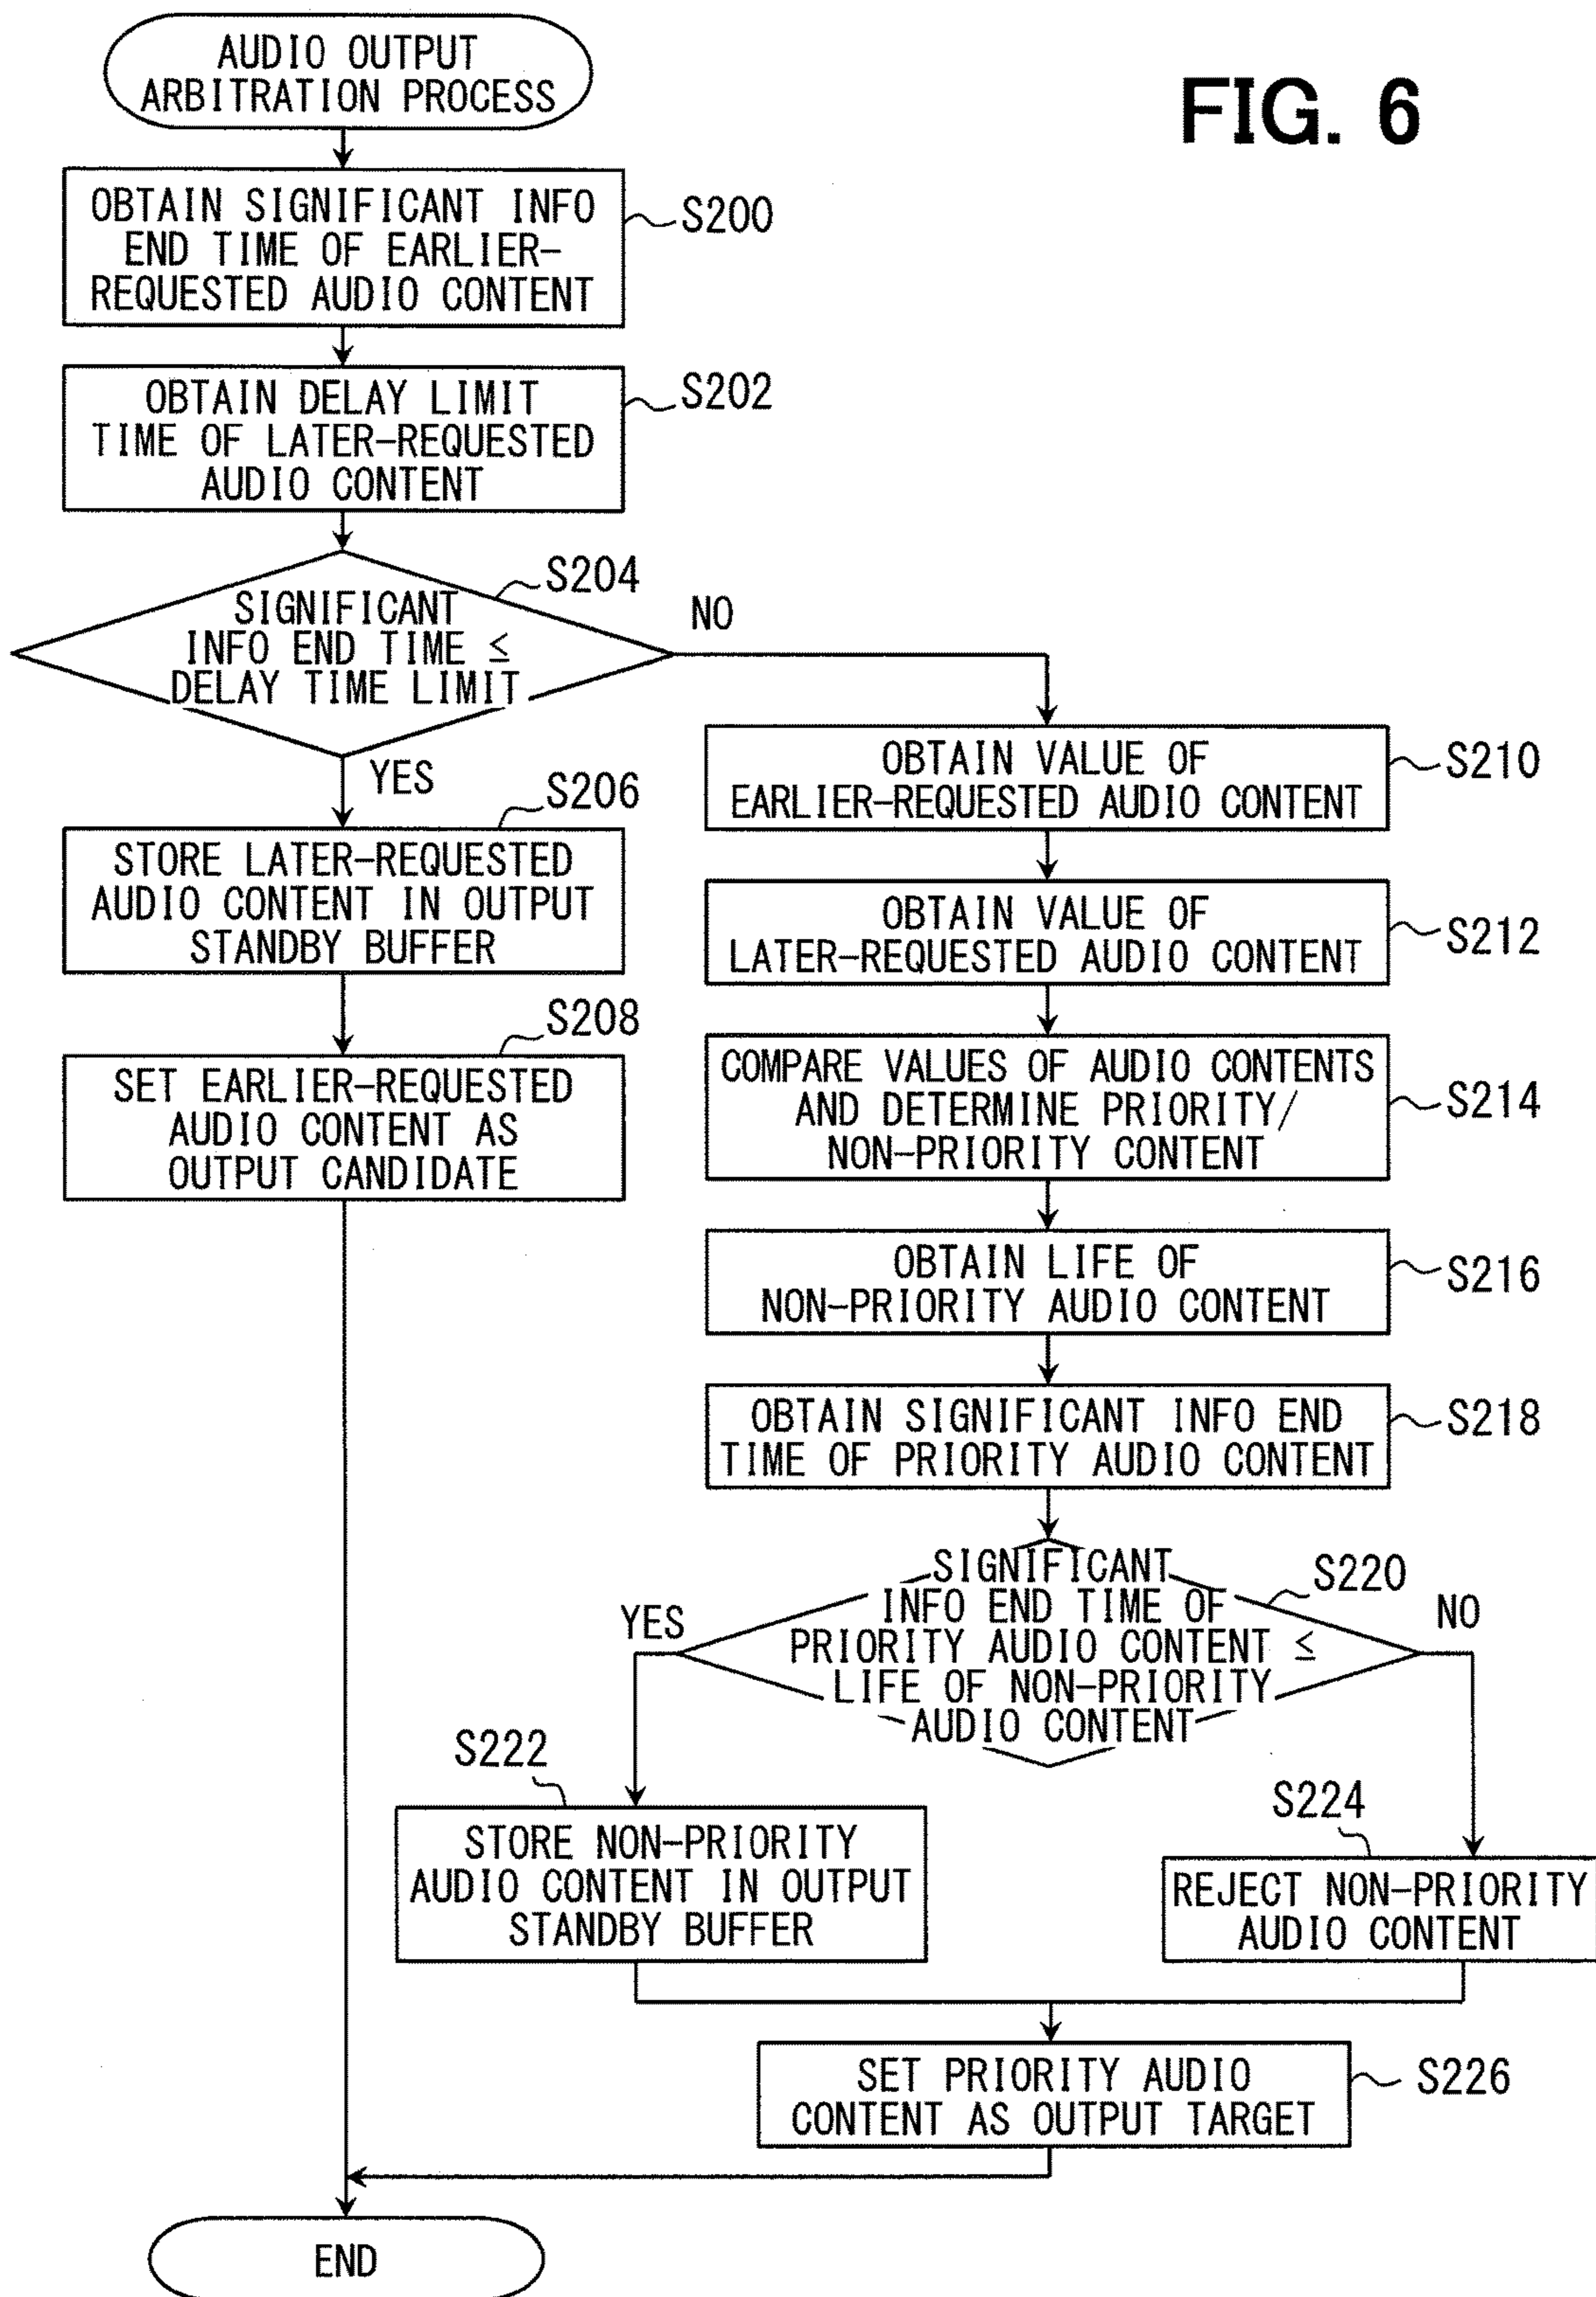 AUDIO OUTPUT
ARBITRATION PROCESS
FIG. 6
OBTAIN SIGNIFICANT INFO
END TIME OF EARLIER-
REQUESTED AUDIO CONTENT
S200
OBTAIN DELAY LIMIT
TIME OF LATER-REQUESTED
AUDIO CONTENT
S202
SIGNIFICANT
INFO END TIME ≤
DELAY TIME LIMIT
S204
NO
YES
STORE LATER-REQUESTED
AUDIO CONTENT IN OUTPUT
STANDBY BUFFER
S206
SET EARLIER-REQUESTED
AUDIO CONTENT AS
OUTPUT CANDIDATE
S208
OBTAIN VALUE OF
EARLIER-REQUESTED AUDIO CONTENT
S210
OBTAIN VALUE OF
LATER-REQUESTED AUDIO CONTENT
S212
COMPARE VALUES OF AUDIO CONTENTS
AND DETERMINE PRIORITY/
NON-PRIORITY CONTENT
S214
OBTAIN LIFE OF
NON-PRIORITY AUDIO CONTENT
S216
OBTAIN SIGNIFICANT INFO END
TIME OF PRIORITY AUDIO CONTENT
S218
SIGNIFICANT
INFO END TIME OF
PRIORITY AUDIO CONTENT ≤
LIFE OF NON-PRIORITY
AUDIO CONTENT
S220
YES
NO
S222
STORE NON-PRIORITY
AUDIO CONTENT IN OUTPUT
STANDBY BUFFER
S224
REJECT NON-PRIORITY
AUDIO CONTENT
SET PRIORITY AUDIO
CONTENT AS OUTPUT TARGET
S226
END